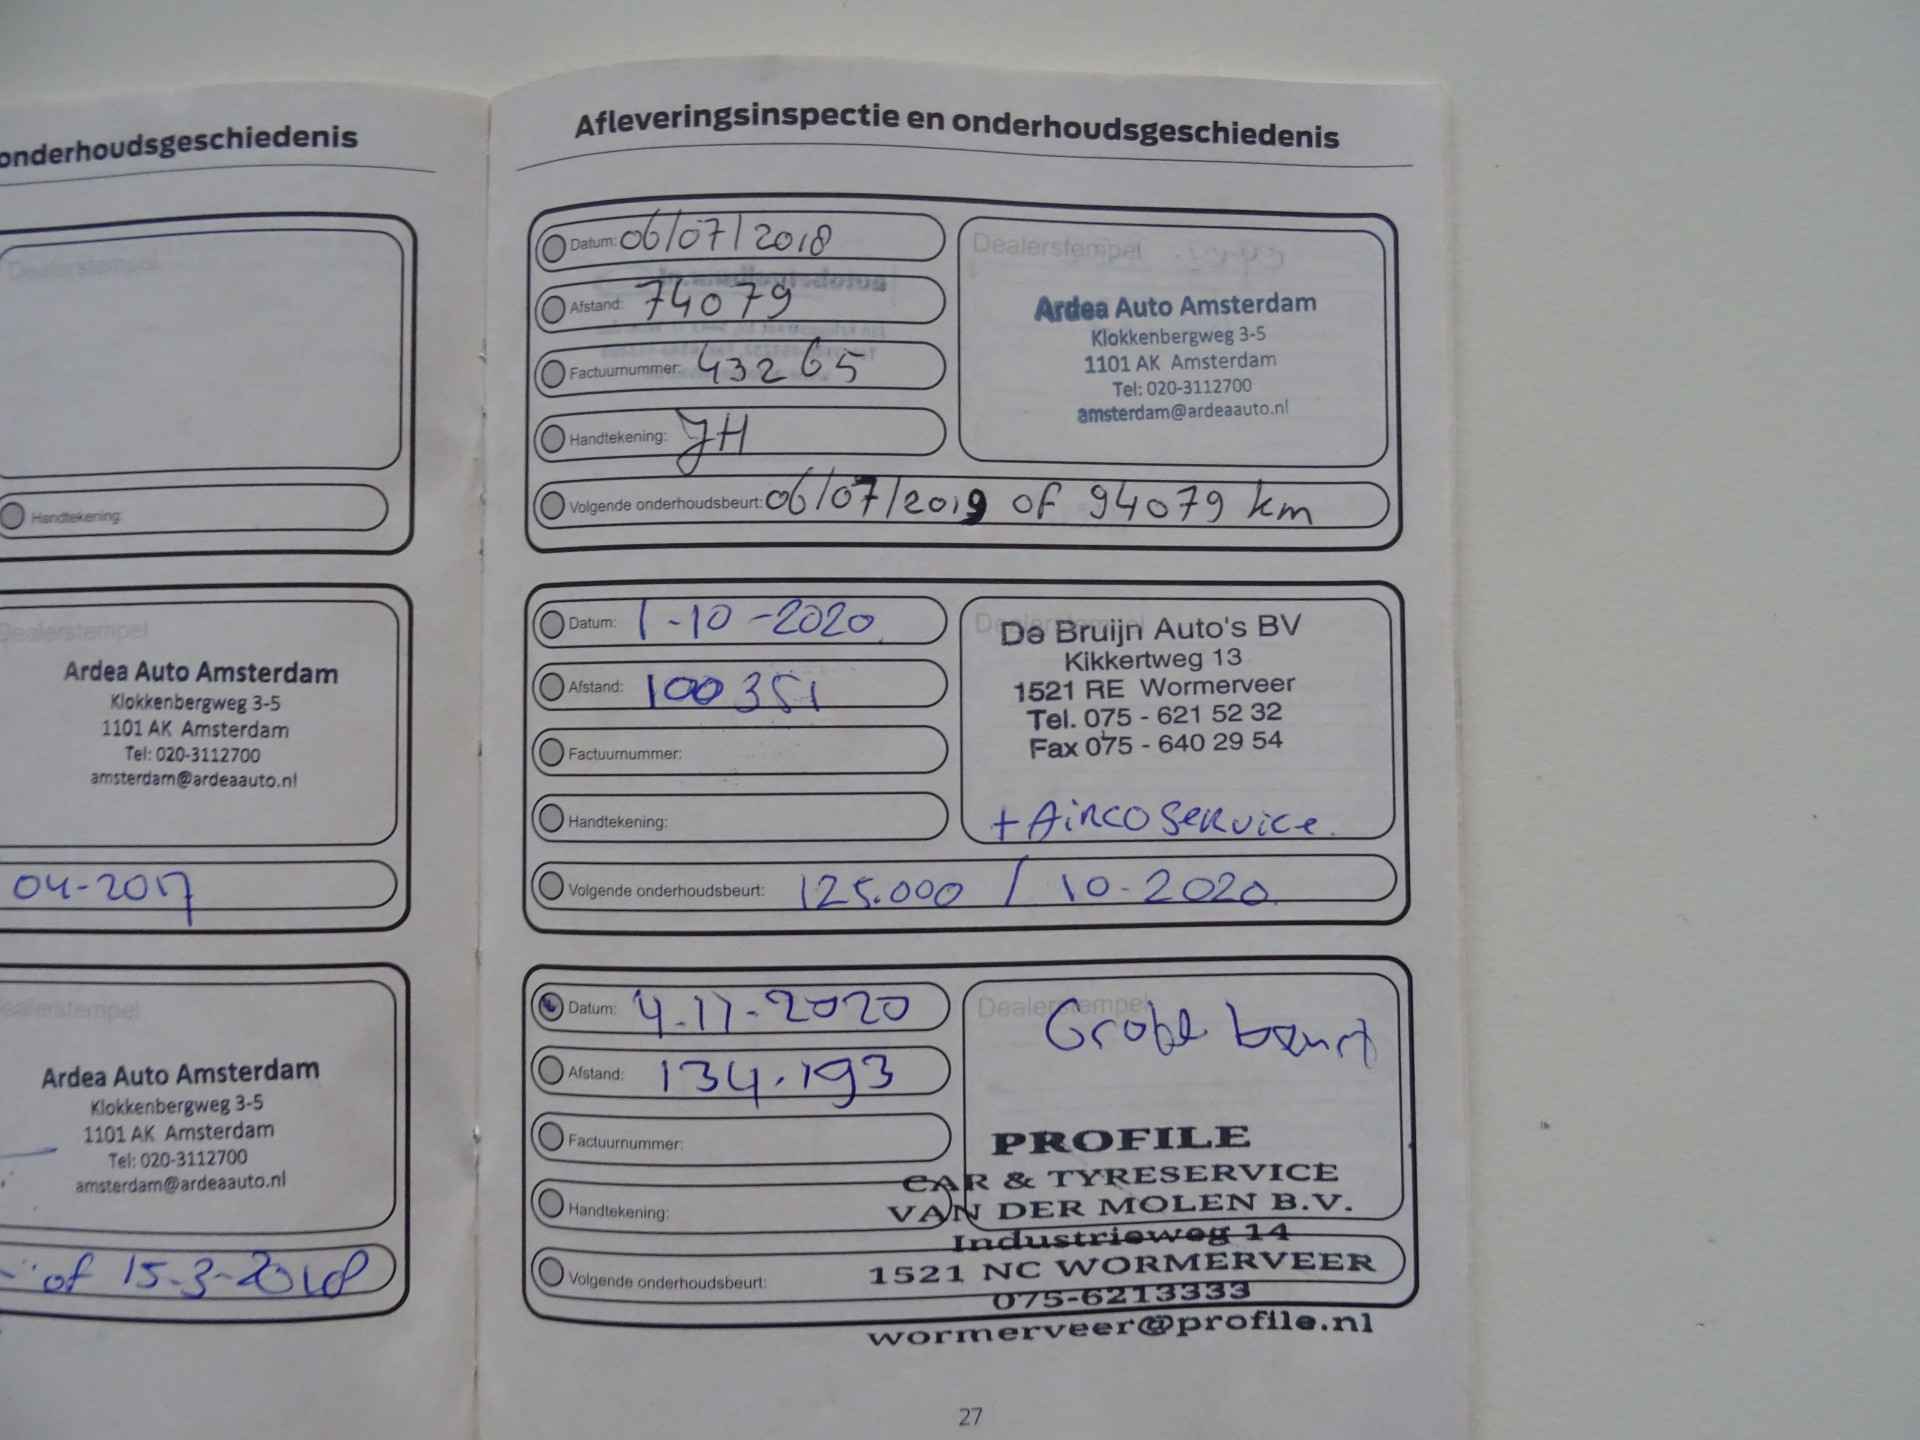 onderhoudsgeschiedenis
Dealerstempel
Handtekening:
Dealerstempel
Ardea Auto Amsterdam
Klokkenbergweg 3-5
1101 AK Amsterdam
Tel: 020-3112700
amsterdam@ardeaauto.nl
04-2017
Dealerstempel
Ardea Auto Amsterdam
Klokkenbergweg 3-5
1101 AK Amsterdam
Tel: 020-3112700
amsterdam@ardeaauto.nl
of 15-3-2018
Afleveringsinspectie en onderhoudsgeschiedenis
Datum: 06/07/2018
Afstand: 74079
Factuurnummer: 43265
Handtekening: JH
Volgende onderhoudsbeurt: 06/07/2019 of 94079 km
Dealerstempel
Ardea Auto Amsterdam
Klokkenbergweg 3-5
1101 AK Amsterdam
Tel: 020-3112700
amsterdam@ardeaauto.nl
Datum: 1-10-2020
Afstand: 100351
Factuurnummer:
Handtekening:
Volgende onderhoudsbeurt: 125.000 / 10-2020
Dealerstempel
De Bruijn Auto's BV
Kikkertweg 13
1521 RE Wormerveer
Tel. 075 - 621 52 32
Fax 075 - 640 29 54
+ Airco Service.
Datum: 4-11-2020
Afstand: 134.193
Factuurnummer:
Handtekening:
Volgende onderhoudsbeurt:
Dealerstempel
Grote beurt
PROFILE
CAR & TYRESERVICE
VAN DER MOLEN B.V.
Industrieweg 14
1521 NC WORMERVEER
075-6213333
wormerveer@profile.nl
27